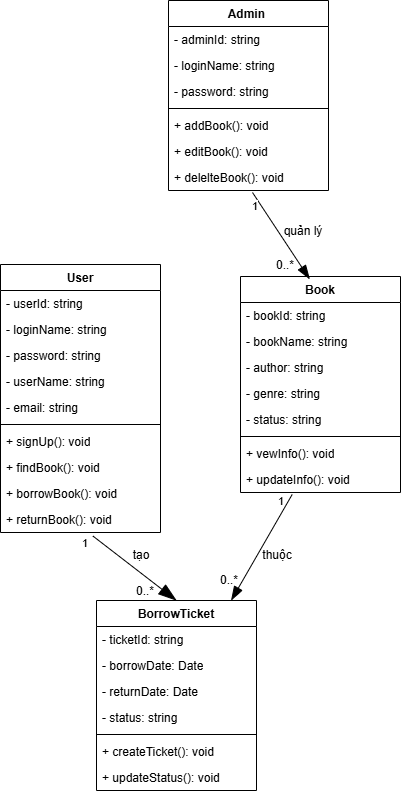 Admin
- adminId: string
- loginName: string
- password: string
+ addBook(): void
+ editBook(): void
+ delelteBook(): void
1
quản lý
0..*
User
- userId: string
- loginName: string
- password: string
- userName: string
- email: string
+ signUp(): void
+ findBook(): void
+ borrowBook(): void
+ returnBook(): void
Book
- bookId: string
- bookName: string
- author: string
- genre: string
- status: string
+ vewInfo(): void
+ updateInfo(): void
1
tạo
0..*
1
thuộc
0..*
BorrowTicket
- ticketId: string
- borrowDate: Date
- returnDate: Date
- status: string
+ createTicket(): void
+ updateStatus(): void